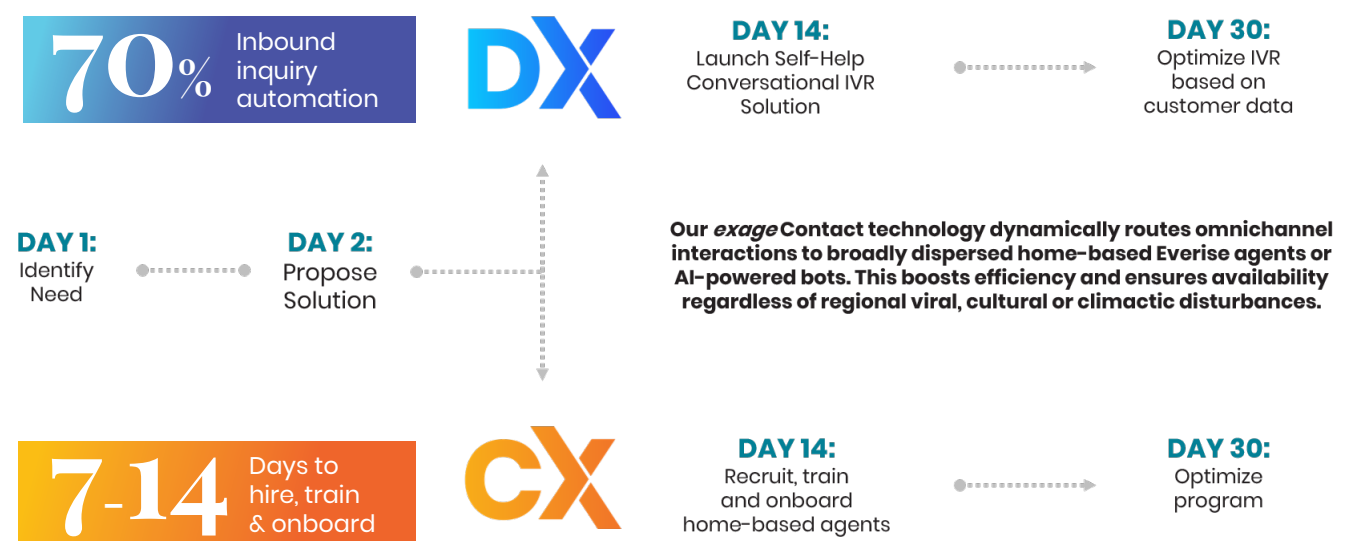 70%
Inbound
inquiry
automation
DX
DAY 14:
Launch Self-Help
Conversational IVR
Solution
DAY 30:
Optimize IVR
based on
customer data
DAY 1:
Identify
Need
DAY 2:
Propose
Solution
Our exage Contact technology dynamically routes omnichannel
interactions to broadly dispersed home-based Everise agents or
AI-powered bots. This boosts efficiency and ensures availability
regardless of regional viral, cultural or climactic disturbances.
7-14
Days to
hire, train
& onboard
CX
DAY 14:
Recruit, train
and onboard
home-based agents
DAY 30:
Optimize
program